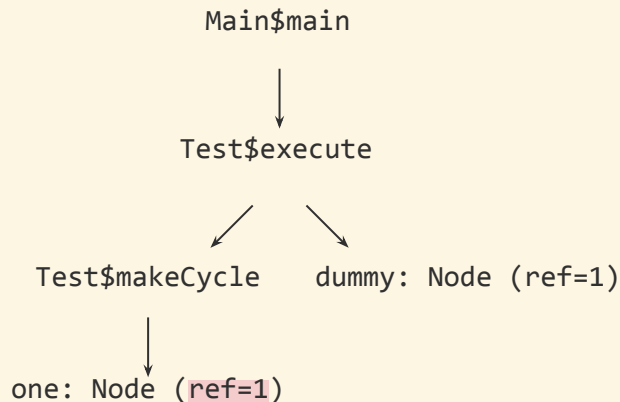 Main$main
Test$execute
Test$makeCycle dummy: Node (ref=1)
one: Node (ref=1)